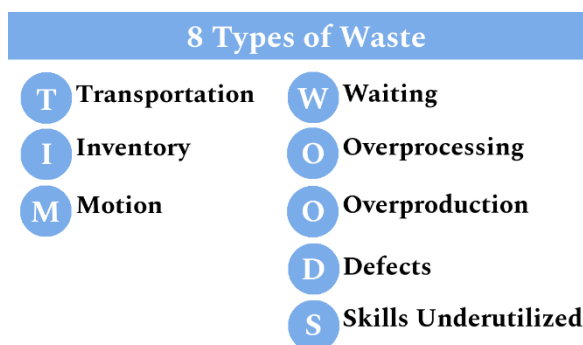 8 Types of Waste
T Transportation
I Inventory
M Motion
W Waiting
O Overprocessing
O Overproduction
D Defects
S Skills Underutilized